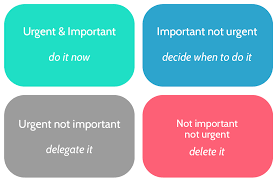 Urgent & Important
do it now
Important not urgent
decide when to do it
Urgent not important
delegate it
Not important
not urgent
delete it